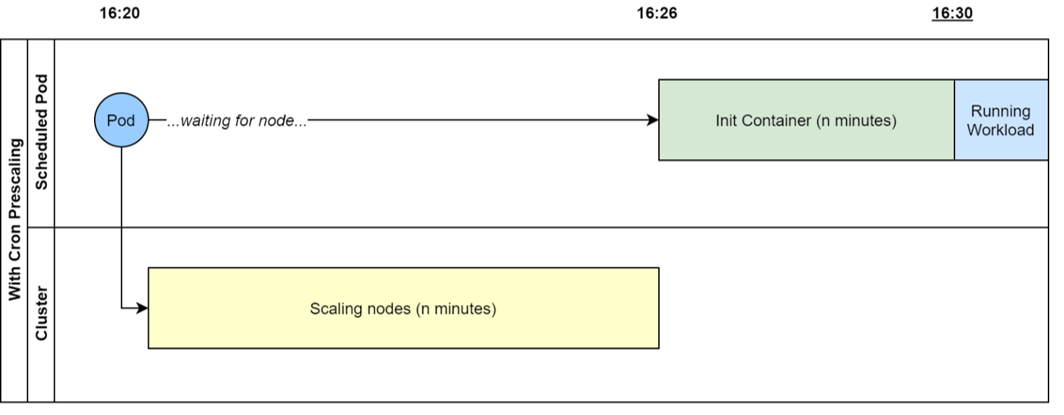 16:20
16:26
16:30
With Cron Prescaling
Scheduled Pod
Pod
...waiting for node...
Init Container (n minutes)
Running
Workload
Cluster
Scaling nodes (n minutes)